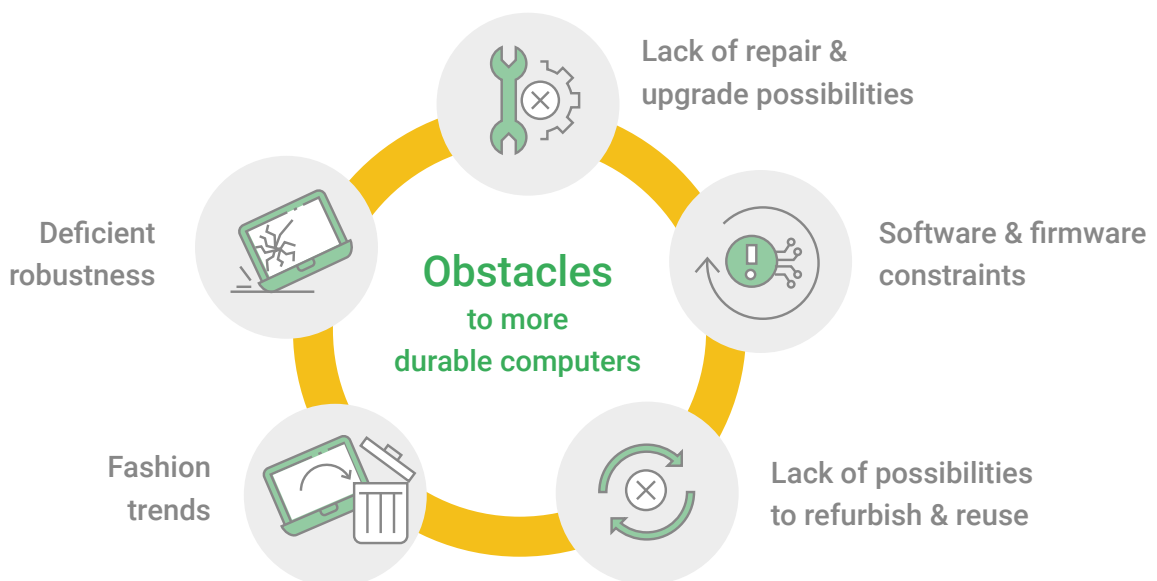 Lack of repair &
upgrade possibilities
Deficient
robustness
Software & firmware
constraints
Obstacles
to more
durable computers
Fashion
trends
Lack of possibilities
to refurbish & reuse